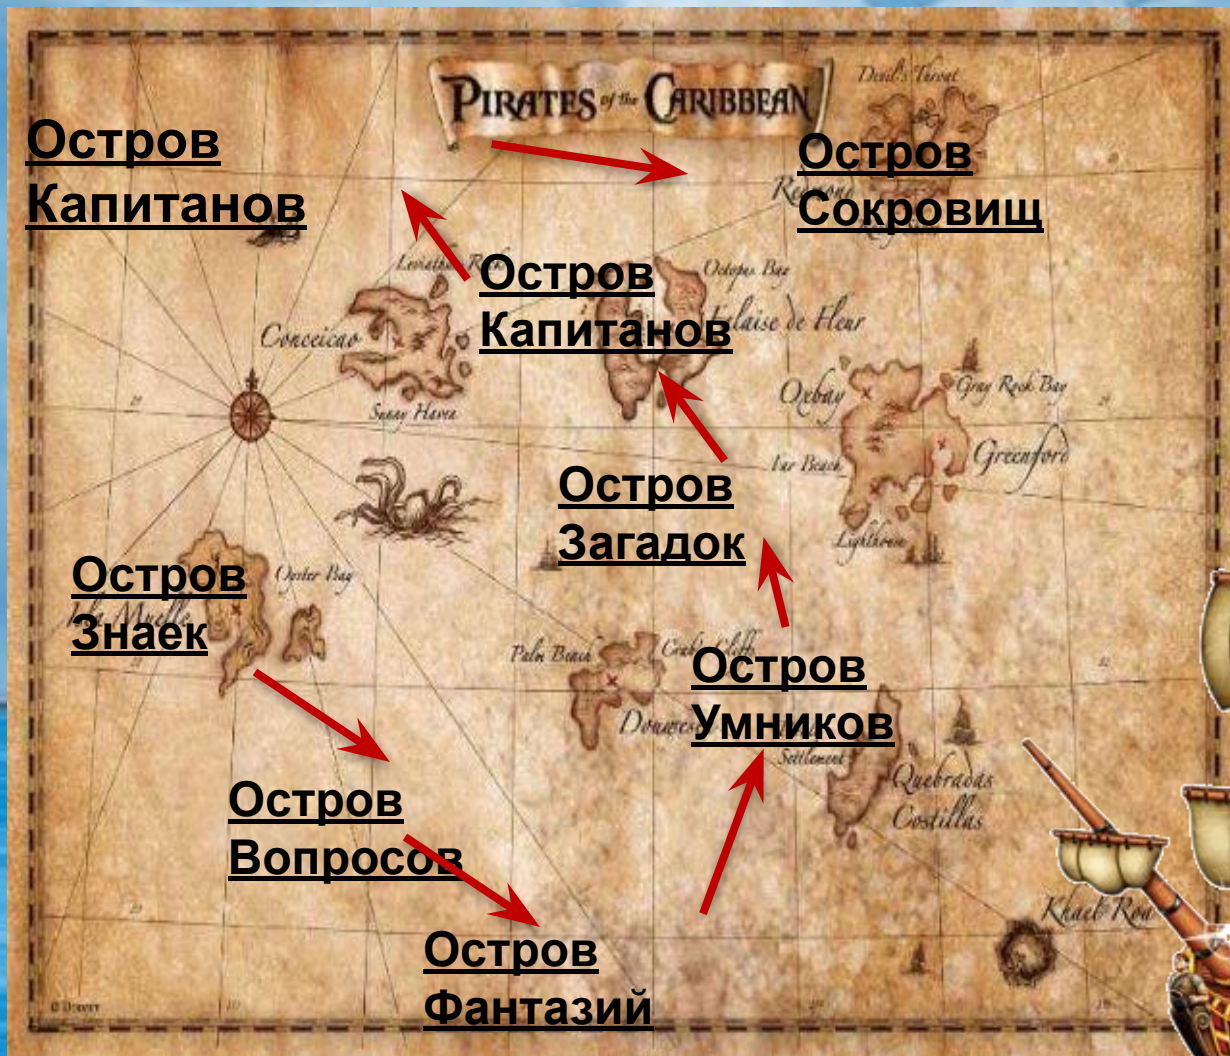 PIRATES of the CARIBBEAN
Devil's Throat
Остров
Капитанов
Остров
Сокровищ
Остров
Капитанов
Octopus Bay
Conceicao
Sunny Haven
Oxbay
Gray Rock Bay
Far Beach
Greenford
Lighthouse
Остров
Загадок
Остров
Знаек
Oyster Bay
Palm Beach
Остров
Умников
Settlement
Quebradas
Costillas
Остров
Вопросов
Khael Roa
Остров
Фантазий